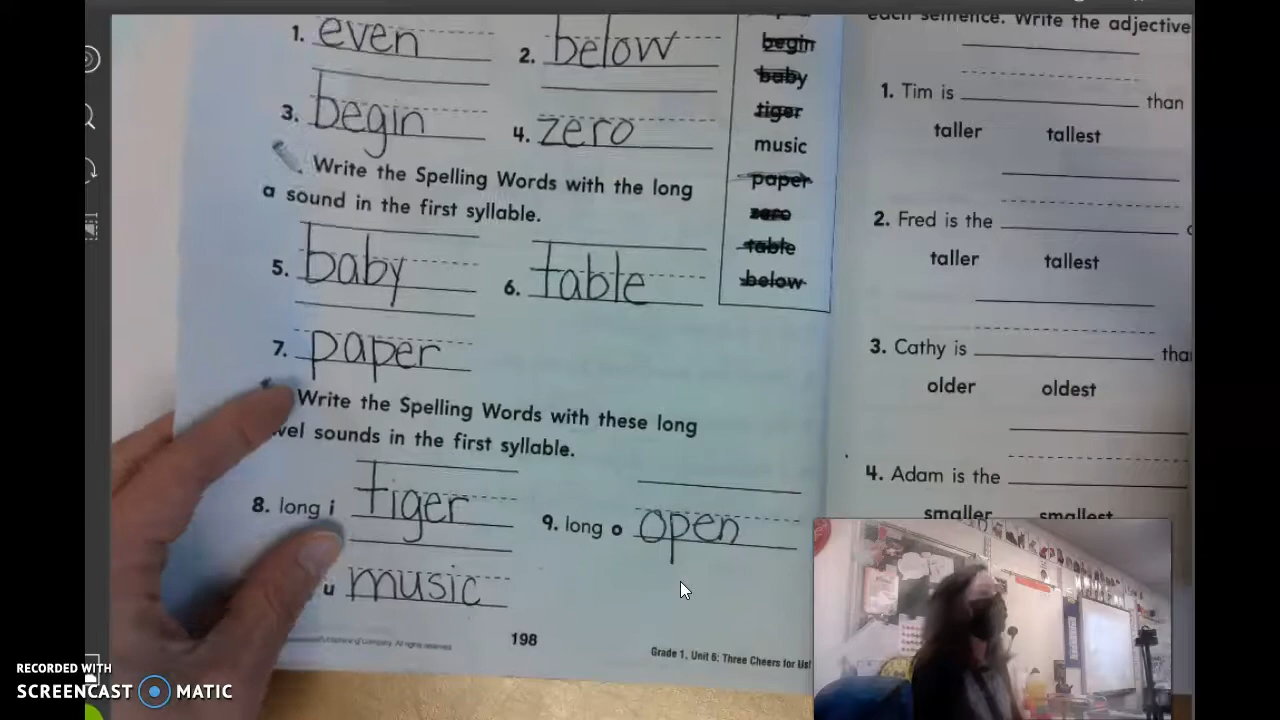 1. even
2. below
3. begin
4. zero
Write the Spelling Words with the long
a sound in the first syllable.
5. baby
6. table
7. paper
Write the Spelling Words with these long
vel sounds in the first syllable.
8. long i tiger
9. long o open
u music
198
Grade 1, Unit 6: Three Cheers for Us!
begin
baby
tiger
music
paper
zero
table
below
each sentence. Write the adjective
1. Tim is than
taller tallest
2. Fred is the
taller tallest
3. Cathy is tha
older oldest
4. Adam is the
smaller smallest
RECORDED WITH
SCREENCAST MATIC